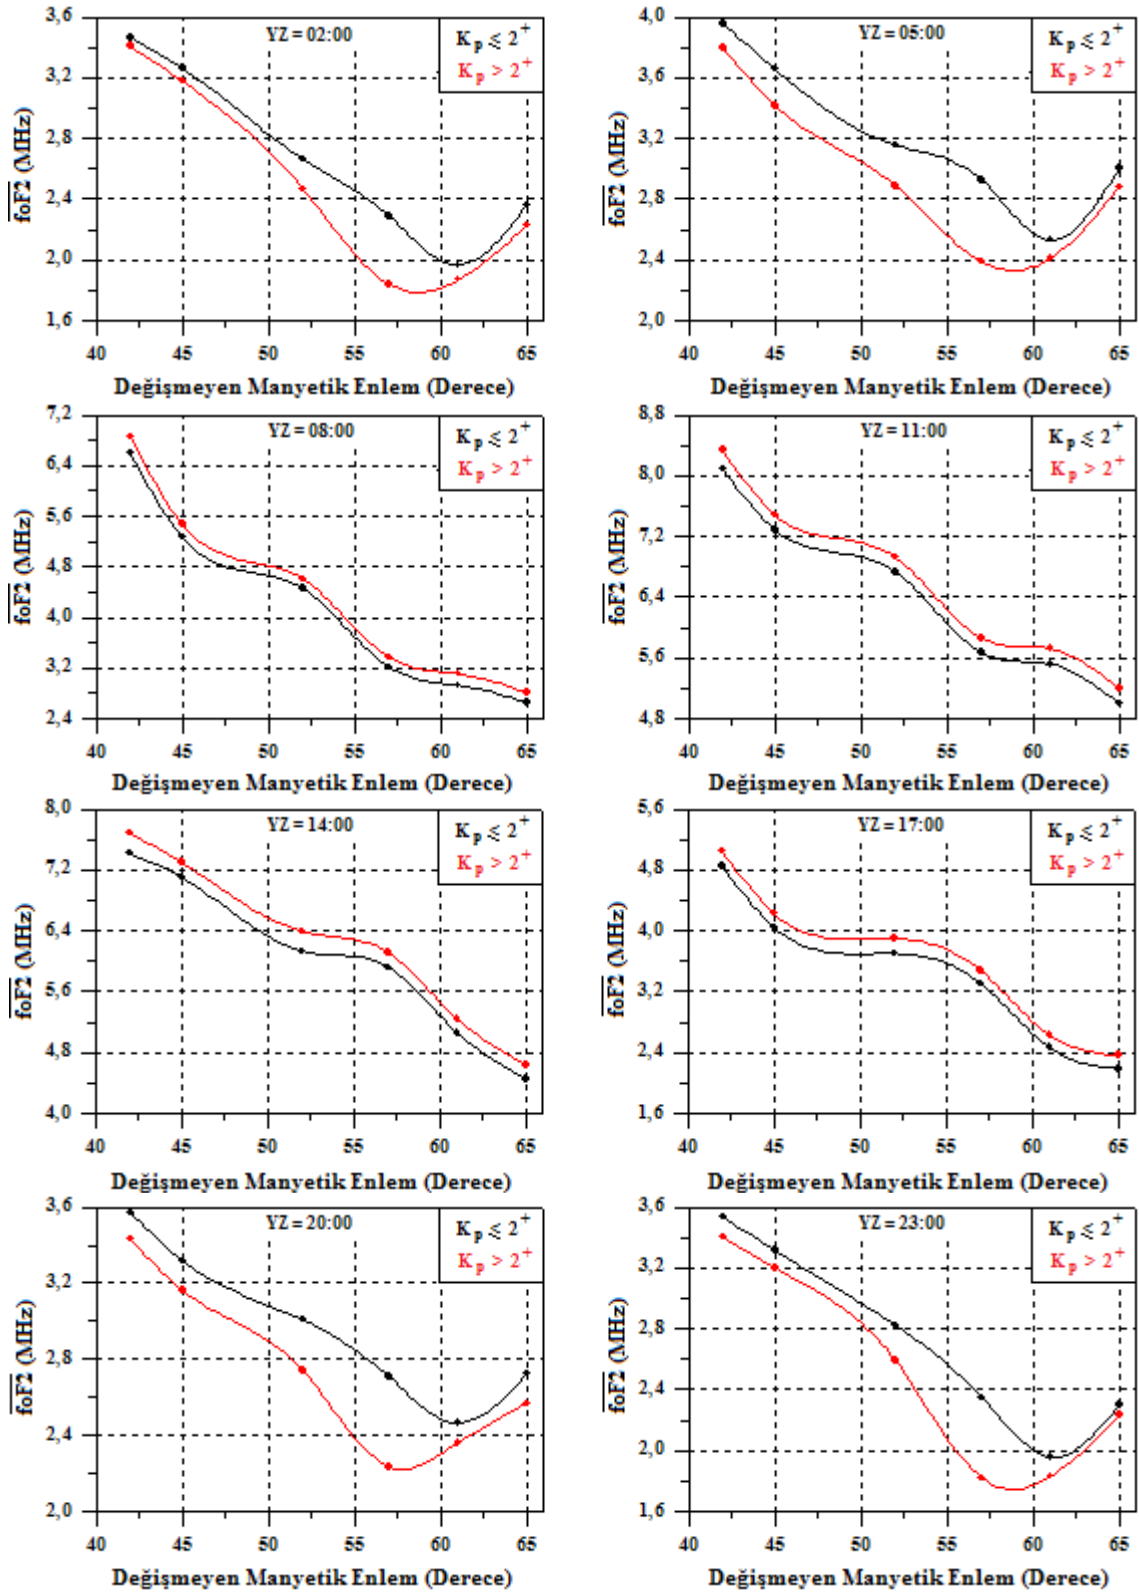 3,6
3,2
2,8
2,4
2,0
1,6
foF2 (MHz)
YZ = 02:00
Kp ⩽ 2+
Kp > 2+
40 45 50 55 60 65
Değişmeyen Manyetik Enlem (Derece)
4,0
3,6
3,2
2,8
2,4
2,0
foF2 (MHz)
YZ = 05:00
Kp ⩽ 2+
Kp > 2+
40 45 50 55 60 65
Değişmeyen Manyetik Enlem (Derece)
7,2
6,4
5,6
4,8
4,0
3,2
2,4
foF2 (MHz)
YZ = 08:00
Kp ⩽ 2+
Kp > 2+
40 45 50 55 60 65
Değişmeyen Manyetik Enlem (Derece)
8,8
8,0
7,2
6,4
5,6
4,8
foF2 (MHz)
YZ = 11:00
Kp ⩽ 2+
Kp > 2+
40 45 50 55 60 65
Değişmeyen Manyetik Enlem (Derece)
8,0
7,2
6,4
5,6
4,8
4,0
foF2 (MHz)
YZ = 14:00
Kp ⩽ 2+
Kp > 2+
40 45 50 55 60 65
Değişmeyen Manyetik Enlem (Derece)
5,6
4,8
4,0
3,2
2,4
1,6
foF2 (MHz)
YZ = 17:00
Kp ⩽ 2+
Kp > 2+
40 45 50 55 60 65
Değişmeyen Manyetik Enlem (Derece)
3,6
3,2
2,8
2,4
2,0
foF2 (MHz)
YZ = 20:00
Kp ⩽ 2+
Kp > 2+
40 45 50 55 60 65
Değişmeyen Manyetik Enlem (Derece)
3,6
3,2
2,8
2,4
2,0
1,6
foF2 (MHz)
YZ = 23:00
Kp ⩽ 2+
Kp > 2+
40 45 50 55 60 65
Değişmeyen Manyetik Enlem (Derece)